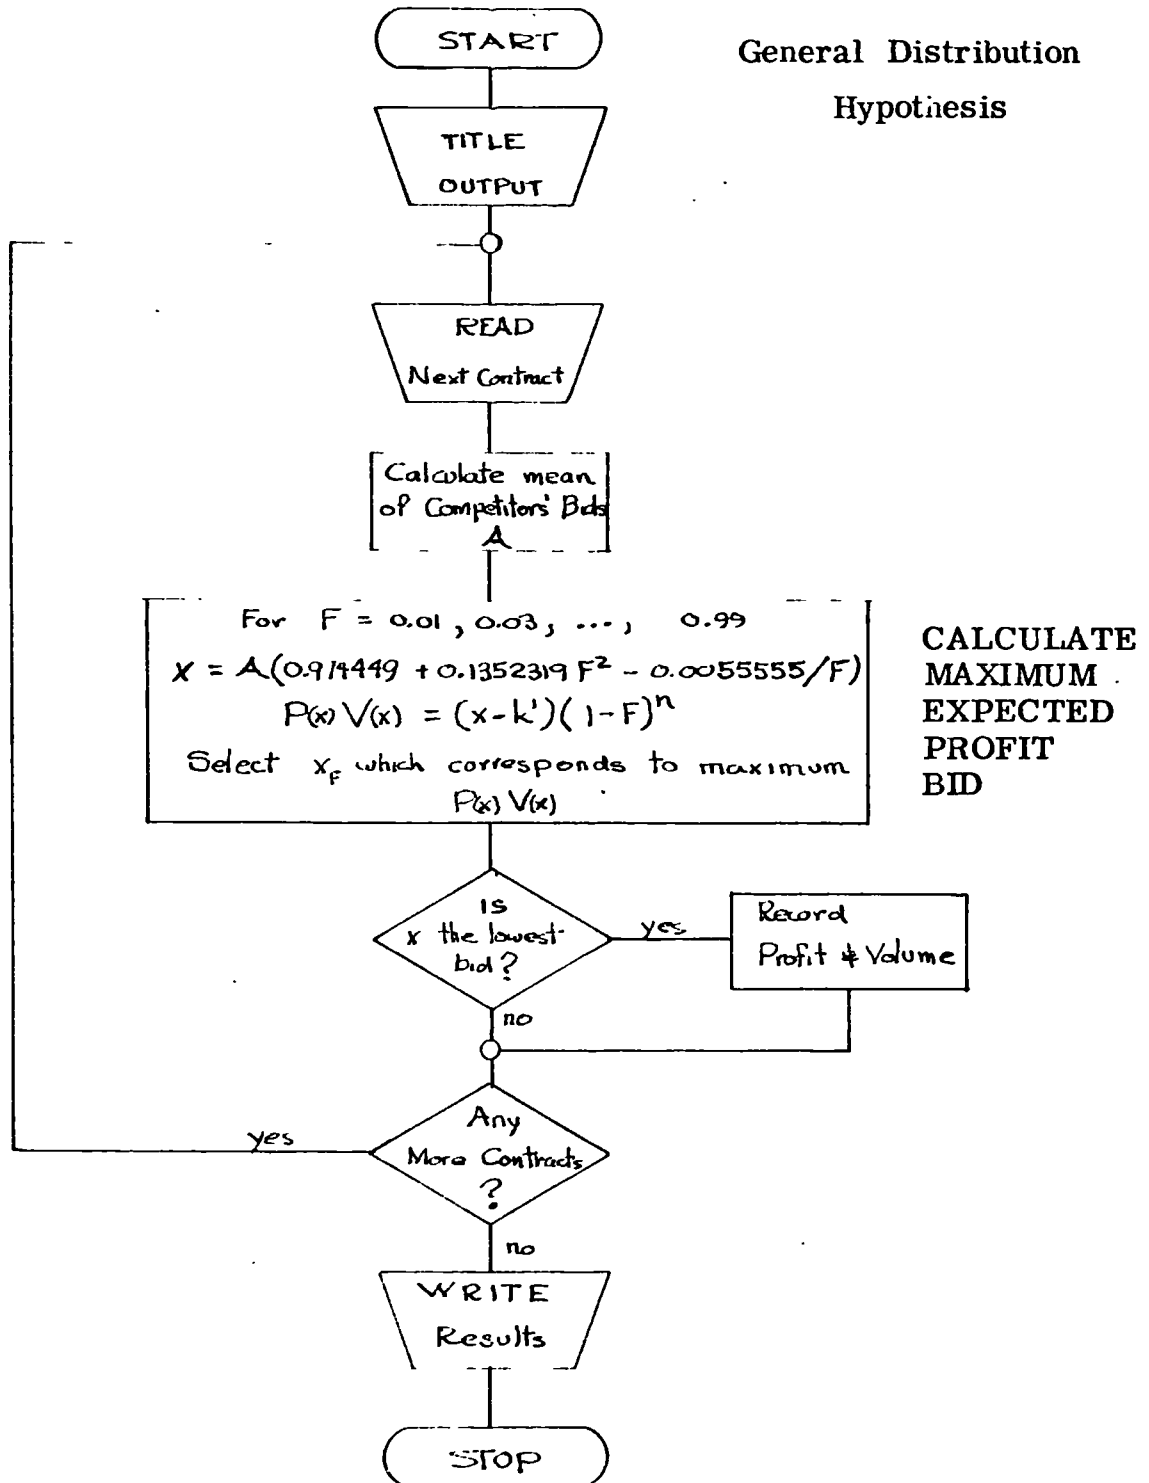 START
General Distribution
Hypothesis
TITLE
OUTPUT
READ
Next Contract
Calculate mean
of Competitors' Bids
A
For F = 0.01, 0.03, ..., 0.99
X = A(0.914449 + 0.1352319 F² - 0.0055555/F)
P(x) V(x) = (x-k')(1-F)ⁿ
Select x_F which corresponds to maximum
P(x) V(x)
CALCULATE
MAXIMUM
EXPECTED
PROFIT
BID
Is
x the lowest
bid?
yes
Record
Profit & Volume
no
Any
More Contracts
?
yes
no
WRITE
Results
STOP